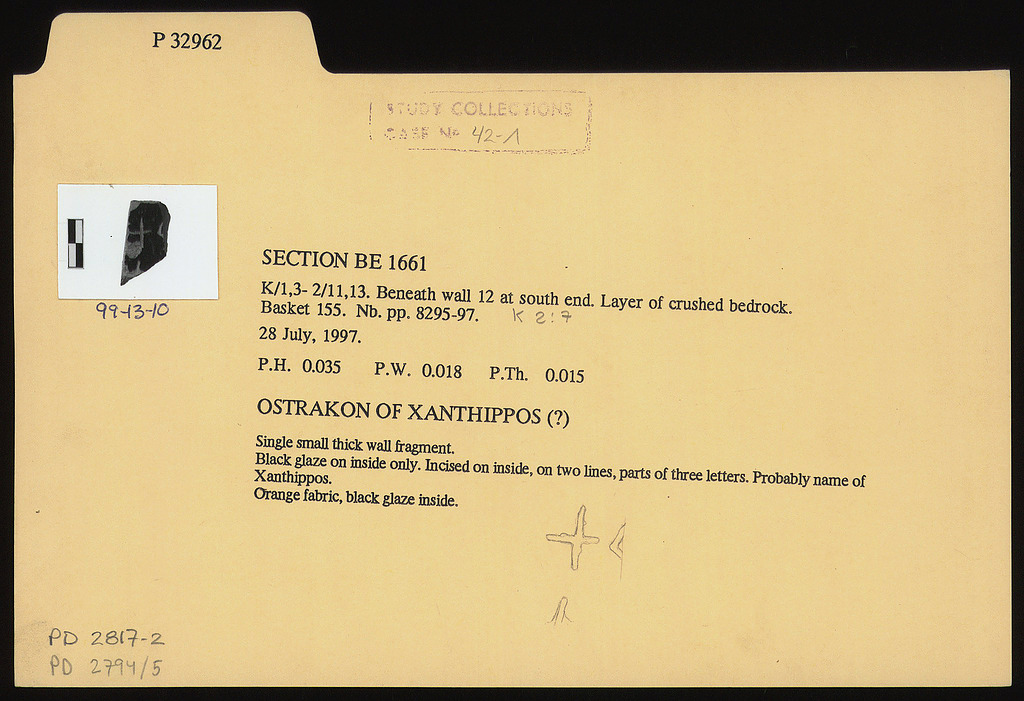 P 32962
STUDY COLLECTIONS
CASE No 42-1
99-13-10
SECTION BE 1661
K/1,3- 2/11,13. Beneath wall 12 at south end. Layer of crushed bedrock.
Basket 155. Nb. pp. 8295-97. K 2:7
28 July, 1997.
P.H. 0.035 P.W. 0.018 P.Th. 0.015
OSTRAKON OF XANTHIPPOS (?)
Single small thick wall fragment.
Black glaze on inside only. Incised on inside, on two lines, parts of three letters. Probably name of
Xanthippos.
Orange fabric, black glaze inside.
PD 2817-2
PD 2794/5